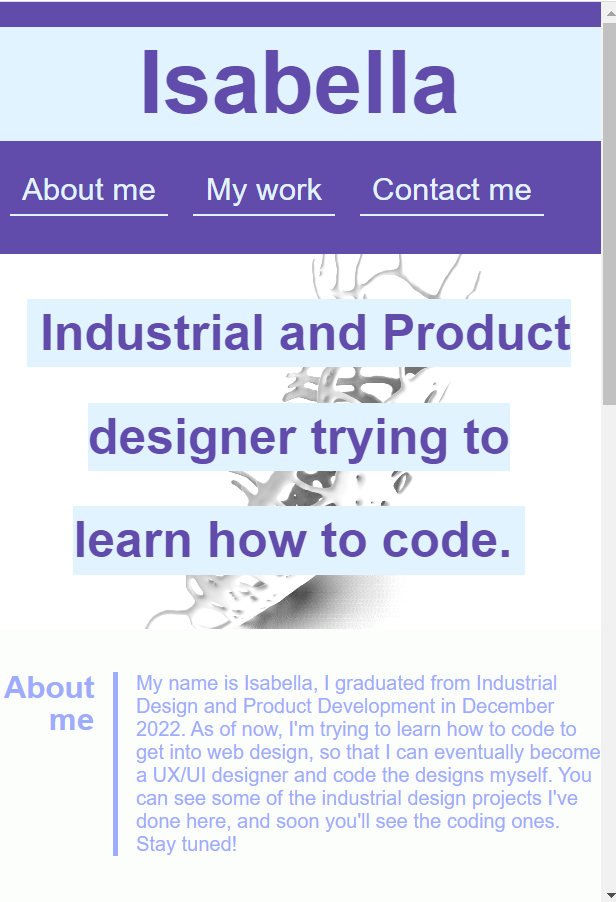 Isabella
About me My work Contact me
Industrial and Product
designer trying to
learn how to code.
About
me
My name is Isabella, I graduated from Industrial
Design and Product Development in December
2022. As of now, I'm trying to learn how to code to
get into web design, so that I can eventually become
a UX/UI designer and code the designs myself. You
can see some of the industrial design projects I've
done here, and soon you'll see the coding ones.
Stay tuned!